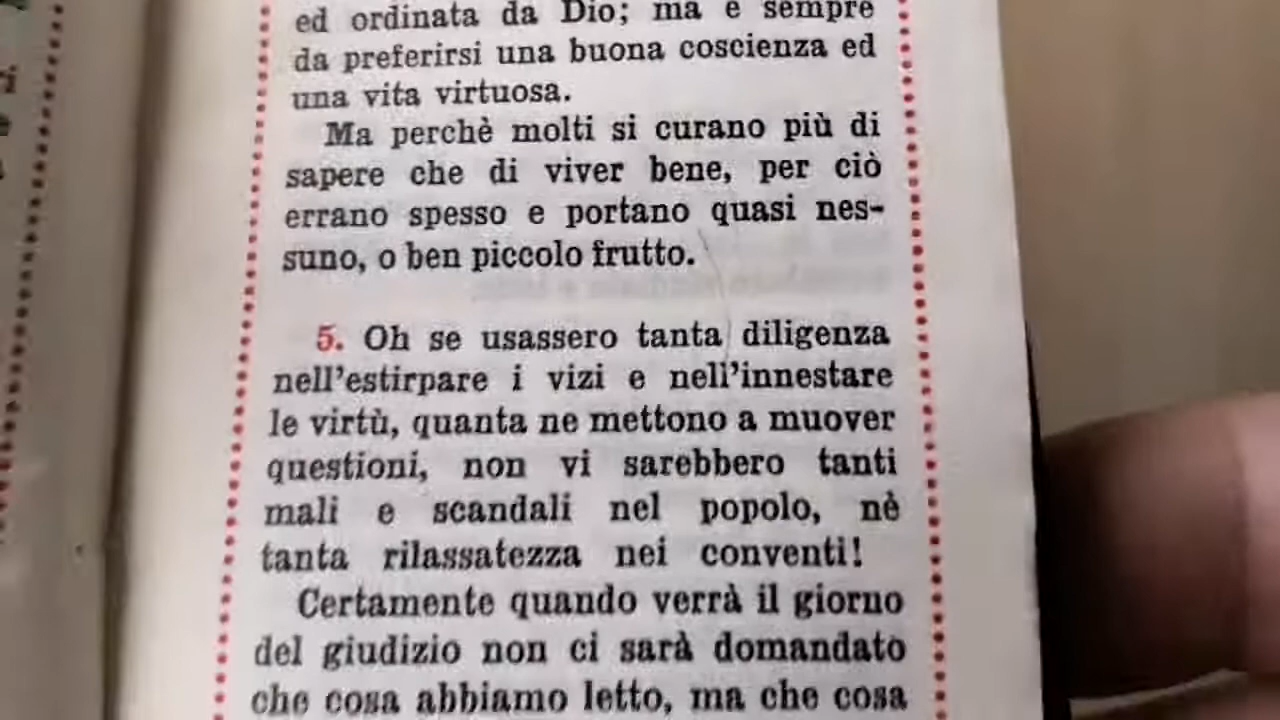 ed ordinata da Dio; ma è sempre
da preferirsi una buona coscienza ed
una vita virtuosa.
Ma perchè molti si curano più di
sapere che di viver bene, per ciò
errano spesso e portano quasi nes-
suno, o ben piccolo frutto.
5. Oh se usassero tanta diligenza
nell'estirpare i vizi e nell'innestare
le virtù, quanta ne mettono a muover
questioni, non vi sarebbero tanti
mali e scandali nel popolo, nè
tanta rilassatezza nei conventi!
Certamente quando verrà il giorno
del giudizio non ci sarà domandato
che cosa abbiamo letto, ma che cosa